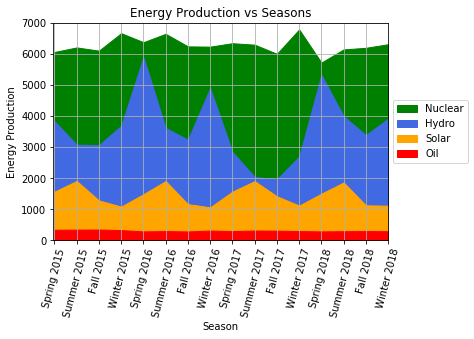 Energy Production vs Seasons
7000
6000
5000
4000
3000
2000
1000
0
Energy Production
Nuclear
Hydro
Solar
Oil
Spring 2015
Summer 2015
Fall 2015
Winter 2015
Spring 2016
Summer 2016
Fall 2016
Winter 2016
Spring 2017
Summer 2017
Fall 2017
Winter 2017
Spring 2018
Summer 2018
Fall 2018
Winter 2018
Season